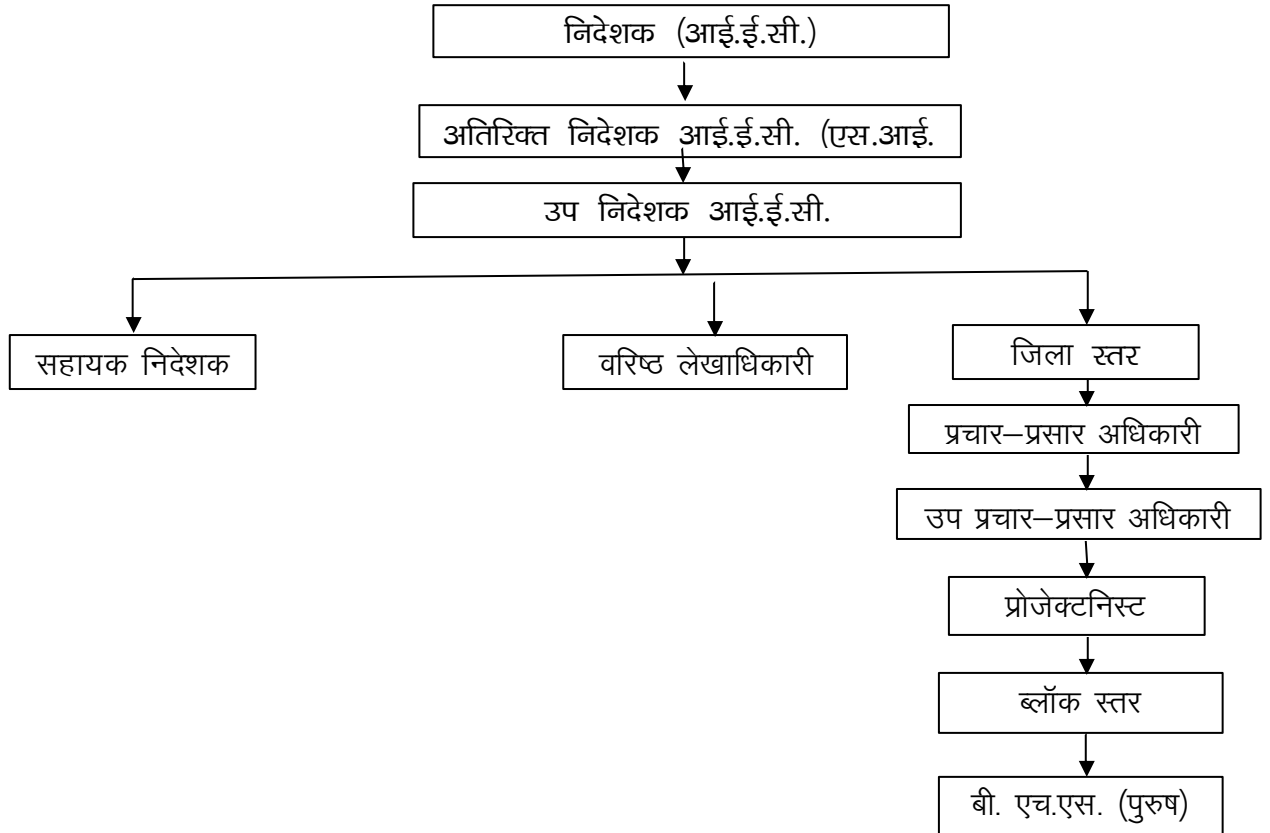 निदेशक (आई.ई.सी.)
अतिरिक्त निदेशक आई.ई.सी. (एस.आई.
उप निदेशक आई.ई.सी.
सहायक निदेशक
वरिष्ठ लेखाधिकारी
जिला स्तर
प्रचार–प्रसार अधिकारी
उप प्रचार–प्रसार अधिकारी
प्रोजेक्टनिस्ट
ब्लॉक स्तर
बी. एच.एस. (पुरुष)